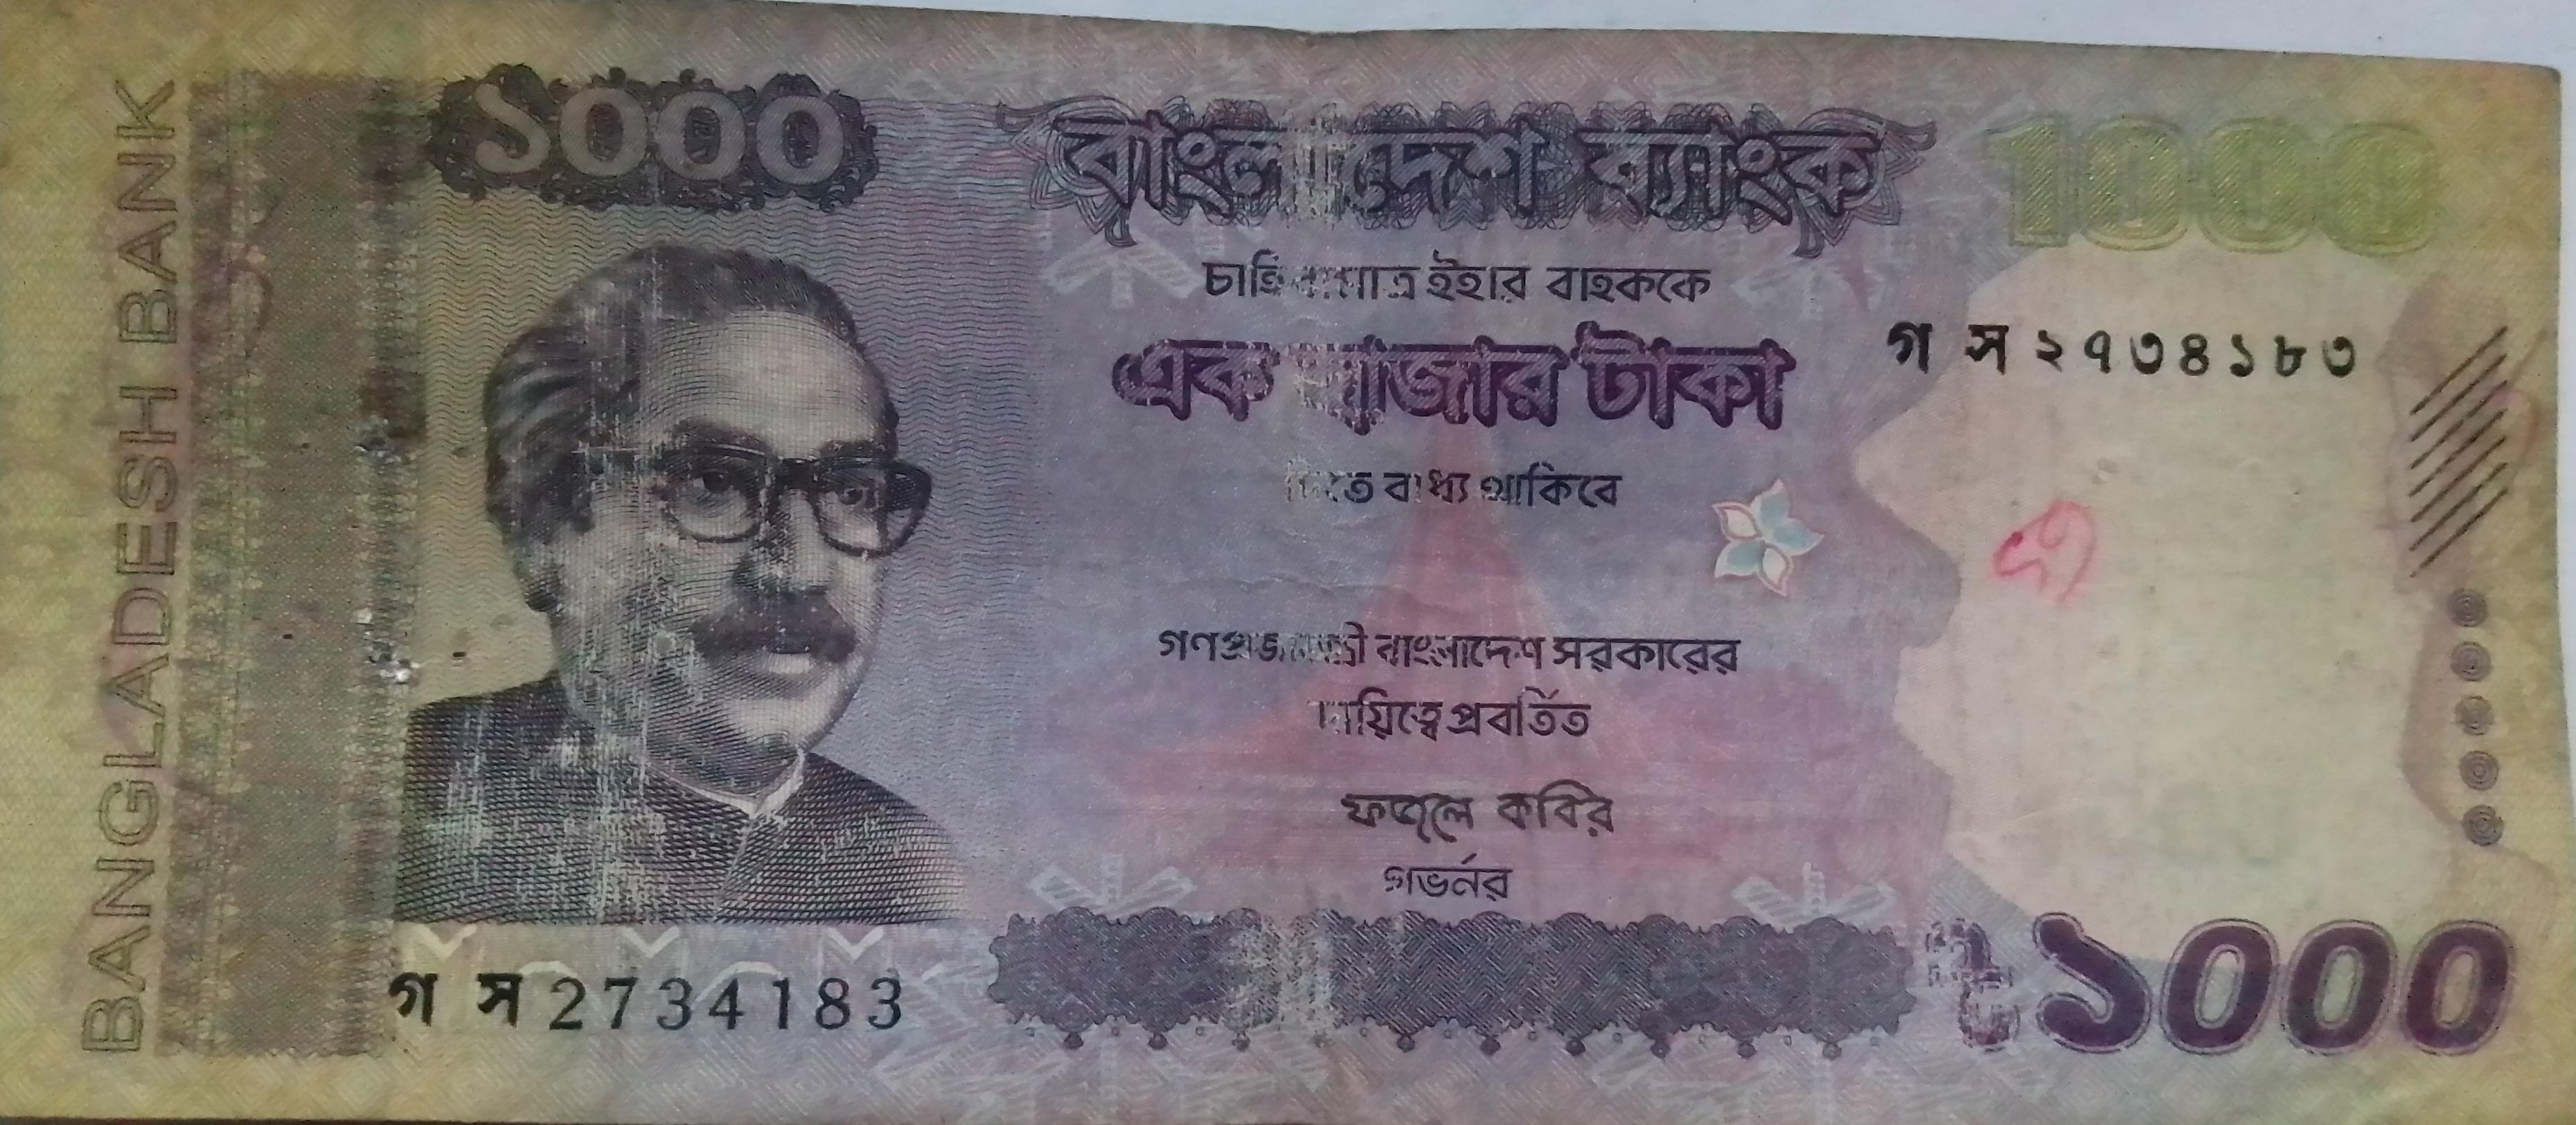 BANGLADESH BANK
১০০০
বাংলাদেশ ব্যাংক
1000
চাহিবামাত্র ইহার বাহককে
এক হাজার টাকা
গ স ২৭৩৪১৮৩
দিতে বাধ্য থাকিবে
গণপ্রজাতন্ত্রী বাংলাদেশ সরকারের
দায়িত্বে প্রবর্তিত
ফজলে কবির
গভর্নর
গ স 2734183
৳১০০০